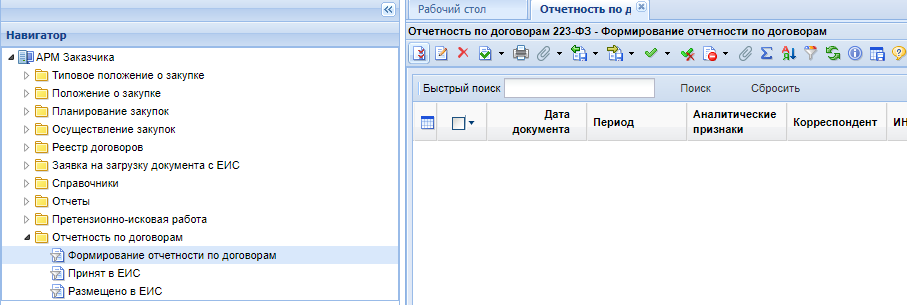 Рабочий стол
Отчетность по д
Навигатор
Отчетность по договорам 223-ФЗ - Формирование отчетности по договорам
АРМ Заказчика
Типовое положение о закупке
Положение о закупке
Планирование закупок
Осуществление закупок
Реестр договоров
Заявка на загрузку документа с ЕИС
Справочники
Отчеты
Претензионно-исковая работа
Отчетность по договорам
Формирование отчетности по договорам
Принят в ЕИС
Размещено в ЕИС
Быстрый поиск Поиск Сбросить
Дата
документа
Период
Аналитические
признаки
Корреспондент
ИН